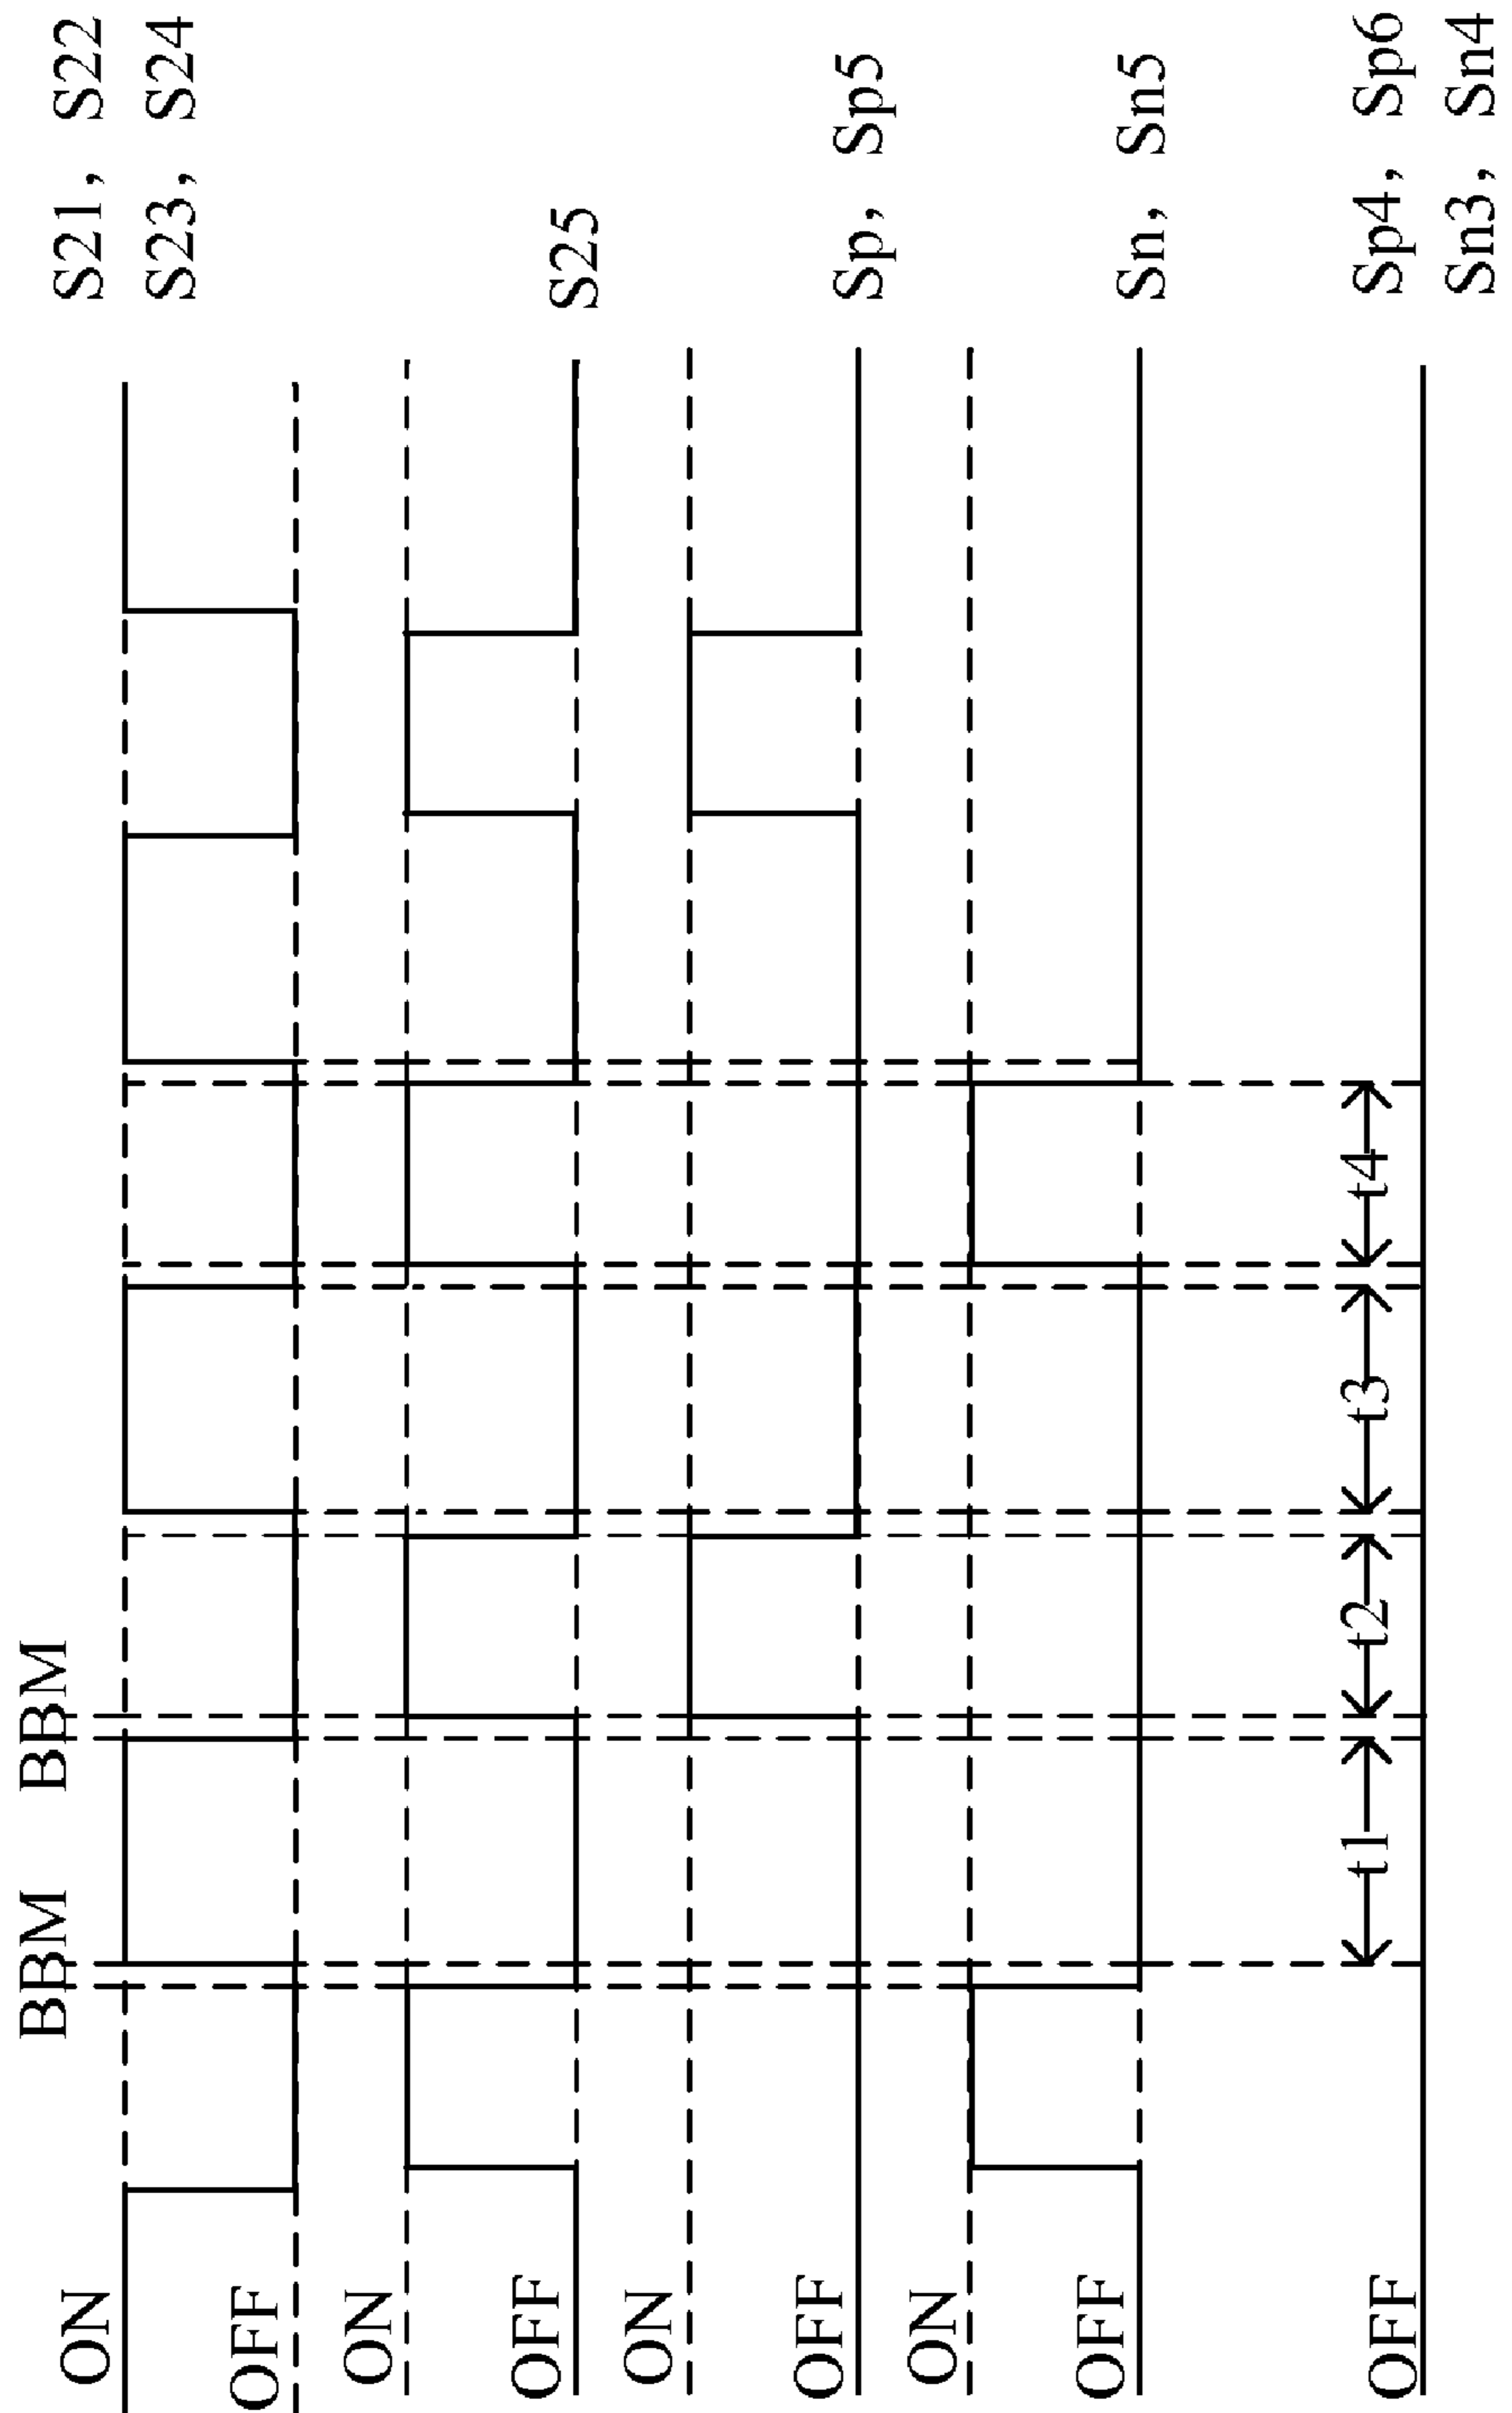 BBM BBM
ON
S21, S22
OFF
S23, S24
ON
OFF
S25
ON
OFF
Sp, Sp5
ON
OFF
Sn, Sn5
t1 t2 t3 t4
OFF
Sp4, Sp6
Sn3, Sn4